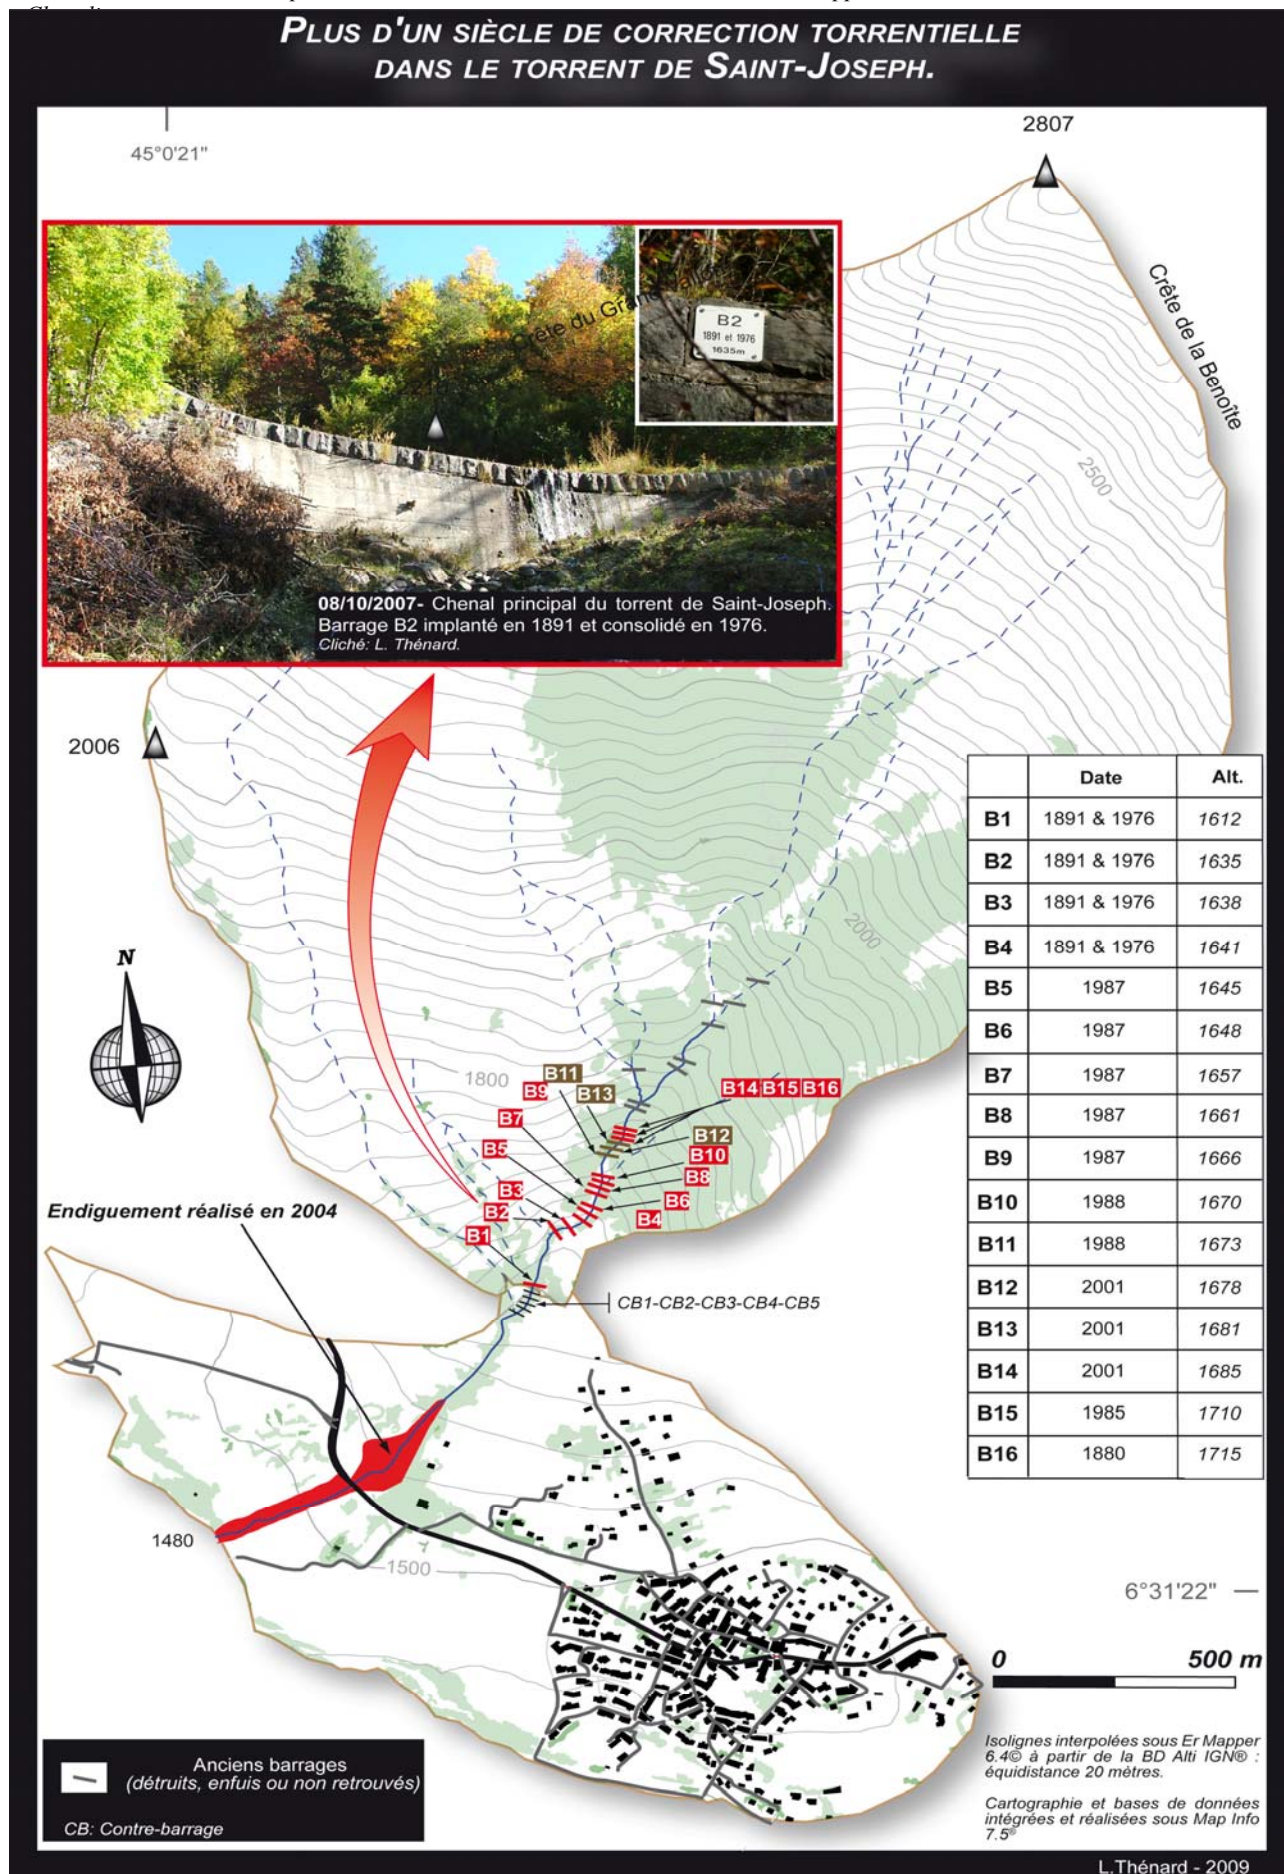 PLUS D'UN SIÈCLE DE CORRECTION TORRENTIELLE
DANS LE TORRENT DE SAINT-JOSEPH.
45°0'21"
2807
Crête de la Benoîte
Crête du Grand
B2
1891 et 1976
1635m
2500
08/10/2007- Chenal principal du torrent de Saint-Joseph.
Barrage B2 implanté en 1891 et consolidé en 1976.
Cliché: L. Thénard.
2006
Date Alt.
B1 1891 & 1976 1612
B2 1891 & 1976 1635
B3 1891 & 1976 1638
B4 1891 & 1976 1641
B5 1987 1645
B6 1987 1648
B7 1987 1657
B8 1987 1661
B9 1987 1666
B10 1988 1670
B11 1988 1673
B12 2001 1678
B13 2001 1681
B14 2001 1685
B15 1985 1710
B16 1880 1715
2000
N
1800
B11
B9
B13
B14 B15 B16
B7
B12
B5
B10
B8
B3
B6
B2
B4
B1
Endiguement réalisé en 2004
CB1-CB2-CB3-CB4-CB5
1480
1500
6°31'22"
0 500 m
Isolignes interpolées sous Er Mapper
6.4© à partir de la BD Alti IGN® :
équidistance 20 mètres.
Cartographie et bases de données
intégrées et réalisées sous Map Info
7.5©
Anciens barrages
(détruits, enfuis ou non retrouvés)
CB: Contre-barrage
L.Thénard - 2009